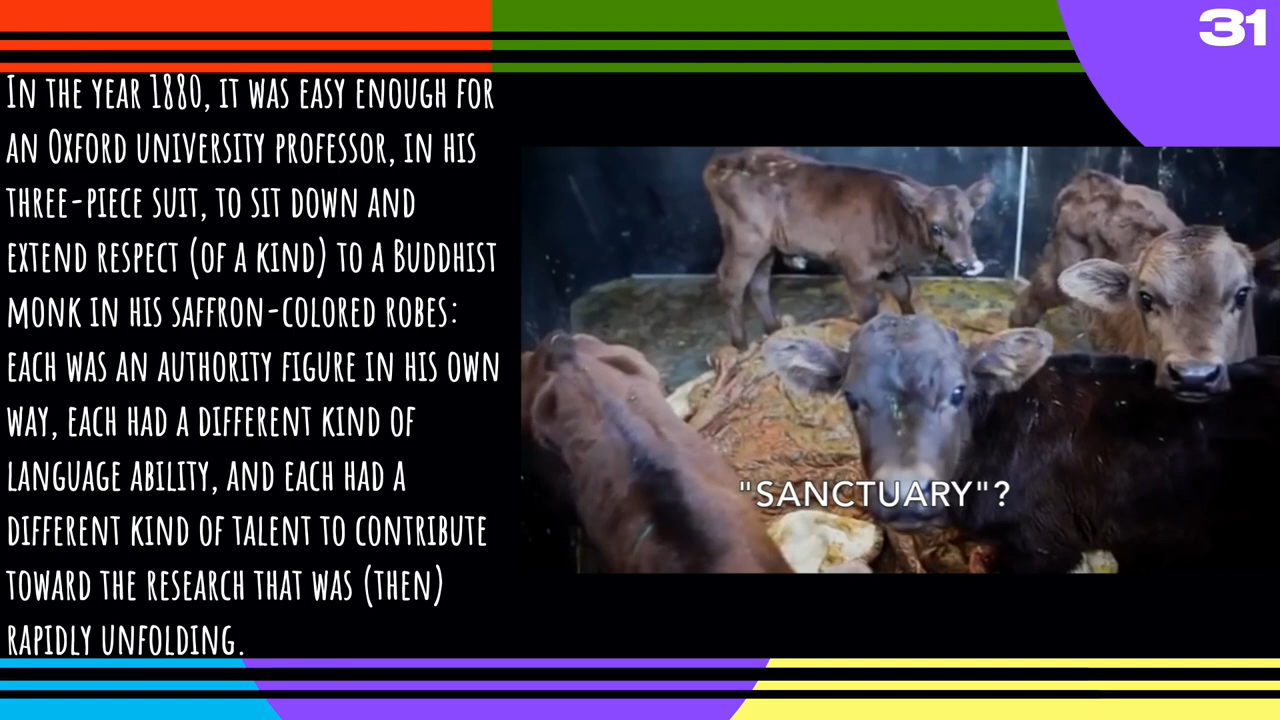 31
In the year 1880, it was easy enough for
an Oxford university professor, in his
three-piece suit, to sit down and
extend respect (of a kind) to a Buddhist
monk in his saffron-colored robes:
each was an authority figure in his own
way, each had a different kind of
language ability, and each had a
different kind of talent to contribute
toward the research that was (then)
rapidly unfolding.
"SANCTUARY"?